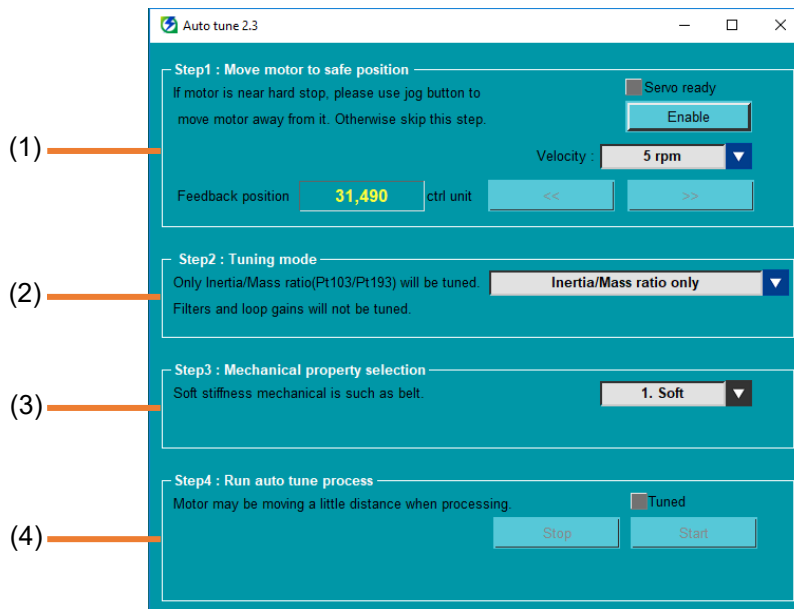 Auto tune 2.3
(1)
Step1 : Move motor to safe position
If motor is near hard stop, please use jog button to
move motor away from it. Otherwise skip this step.
Servo ready
Enable
Velocity :
5 rpm
Feedback position
31,490
ctrl unit
<<
>>
(2)
Step2 : Tuning mode
Only Inertia/Mass ratio(Pt103/Pt193) will be tuned.
Inertia/Mass ratio only
Filters and loop gains will not be tuned.
(3)
Step3 : Mechanical property selection
Soft stiffness mechanical is such as belt.
1. Soft
(4)
Step4 : Run auto tune process
Motor may be moving a little distance when processing.
Tuned
Stop
Start